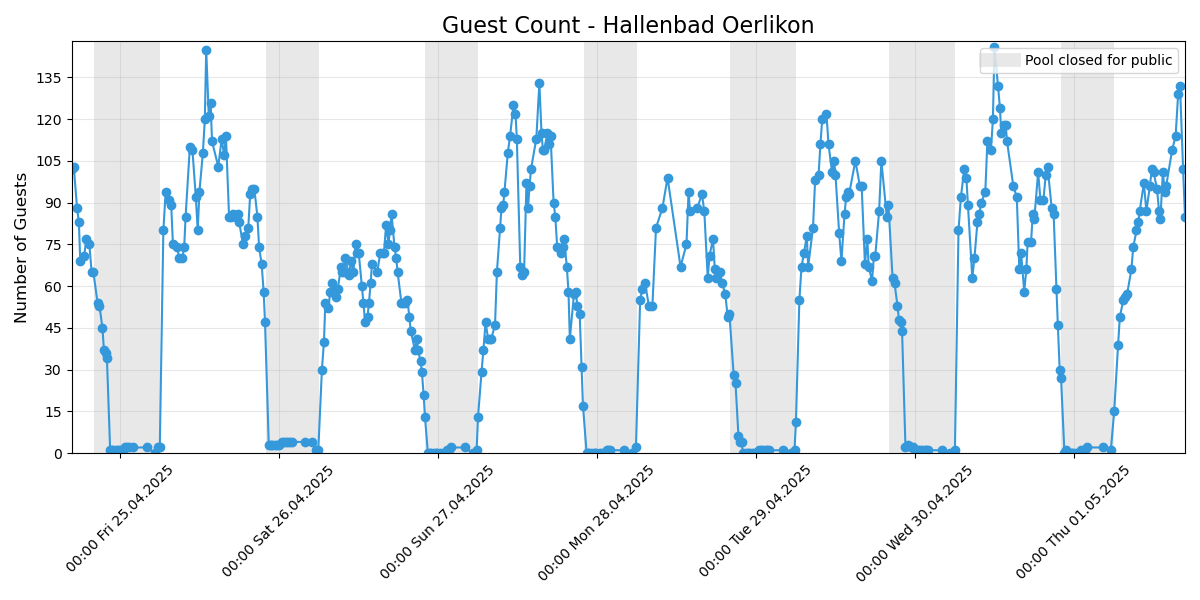 Guest Count - Hallenbad Oerlikon
Pool closed for public
Number of Guests
135
120
105
90
75
60
45
30
15
0
00:00 Fri 25.04.2025
00:00 Sat 26.04.2025
00:00 Sun 27.04.2025
00:00 Mon 28.04.2025
00:00 Tue 29.04.2025
00:00 Wed 30.04.2025
00:00 Thu 01.05.2025